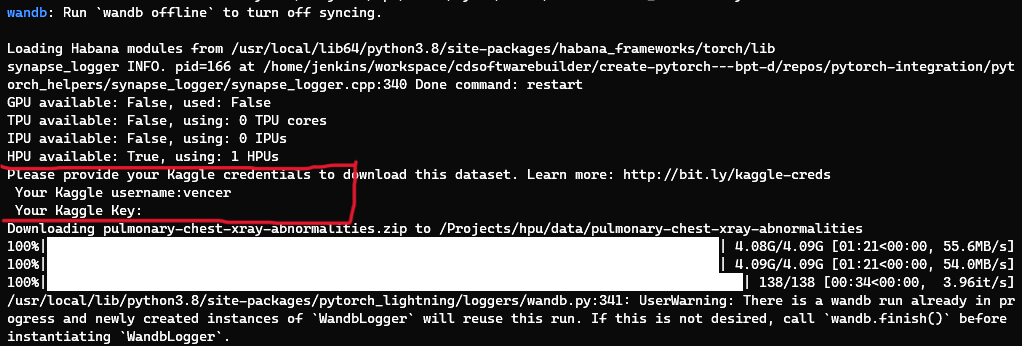 wandb: Run `wandb offline` to turn off syncing.
Loading Habana modules from /usr/local/lib64/python3.8/site-packages/habana_frameworks/torch/lib
synapse_logger INFO. pid=166 at /home/jenkins/workspace/cdsoftwarebuilder/create-pytorch---bpt-d/repos/pytorch-integration/pyt
orch_helpers/synapse_logger/synapse_logger.cpp:340 Done command: restart
GPU available: False, used: False
TPU available: False, using: 0 TPU cores
IPU available: False, using: 0 IPUs
HPU available: True, using: 1 HPUs
Please provide your Kaggle credentials to download this dataset. Learn more: http://bit.ly/kaggle-creds
Your Kaggle username:vencer
Your Kaggle Key:
Downloading pulmonary-chest-xray-abnormalities.zip to /Projects/hpu/data/pulmonary-chest-xray-abnormalities
100%| | 4.08G/4.09G [01:21<00:00, 55.6MB/s]
100%| | 4.09G/4.09G [01:21<00:00, 54.0MB/s]
100%| | 138/138 [00:34<00:00, 3.96it/s]
/usr/local/lib/python3.8/site-packages/pytorch_lightning/loggers/wandb.py:341: UserWarning: There is a wandb run already in pr
ogress and newly created instances of `WandbLogger` will reuse this run. If this is not desired, call `wandb.finish()` before
instantiating `WandbLogger`.